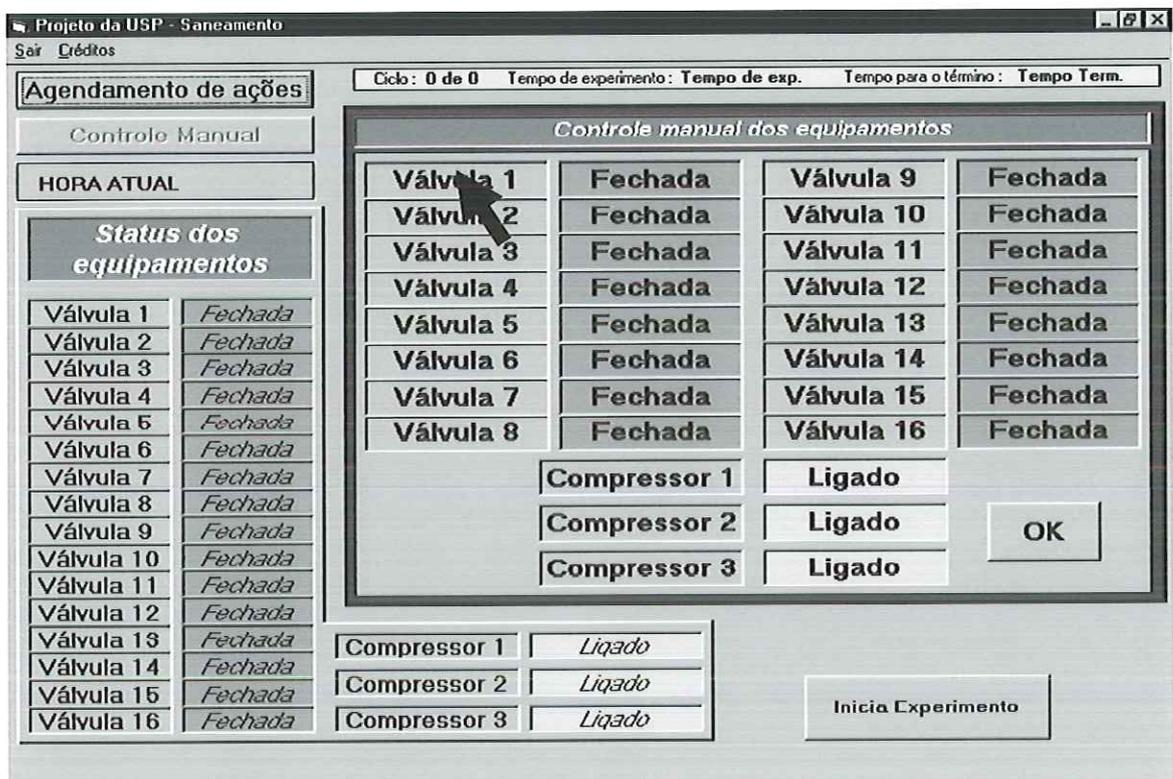 Projeto da USP - Saneamento
Sair Créditos
Agendamento de ações
Controle Manual
HORA ATUAL
Ciclo : 0 de 0 Tempo de experimento : Tempo de exp. Tempo para o término : Tempo Term.
Controle manual dos equipamentos
Válvula 1 Fechada Válvula 9 Fechada
Válvula 2 Fechada Válvula 10 Fechada
Válvula 3 Fechada Válvula 11 Fechada
Válvula 4 Fechada Válvula 12 Fechada
Válvula 5 Fechada Válvula 13 Fechada
Válvula 6 Fechada Válvula 14 Fechada
Válvula 7 Fechada Válvula 15 Fechada
Válvula 8 Fechada Válvula 16 Fechada
Compressor 1 Ligado
Compressor 2 Ligado
Compressor 3 Ligado
OK
Status dos
equipamentos
Válvula 1 Fechada
Válvula 2 Fechada
Válvula 3 Fechada
Válvula 4 Fechada
Válvula 5 Fechada
Válvula 6 Fechada
Válvula 7 Fechada
Válvula 8 Fechada
Válvula 9 Fechada
Válvula 10 Fechada
Válvula 11 Fechada
Válvula 12 Fechada
Válvula 13 Fechada
Válvula 14 Fechada
Válvula 15 Fechada
Válvula 16 Fechada
Compressor 1 Ligado
Compressor 2 Ligado
Compressor 3 Ligado
Inicia Experimento